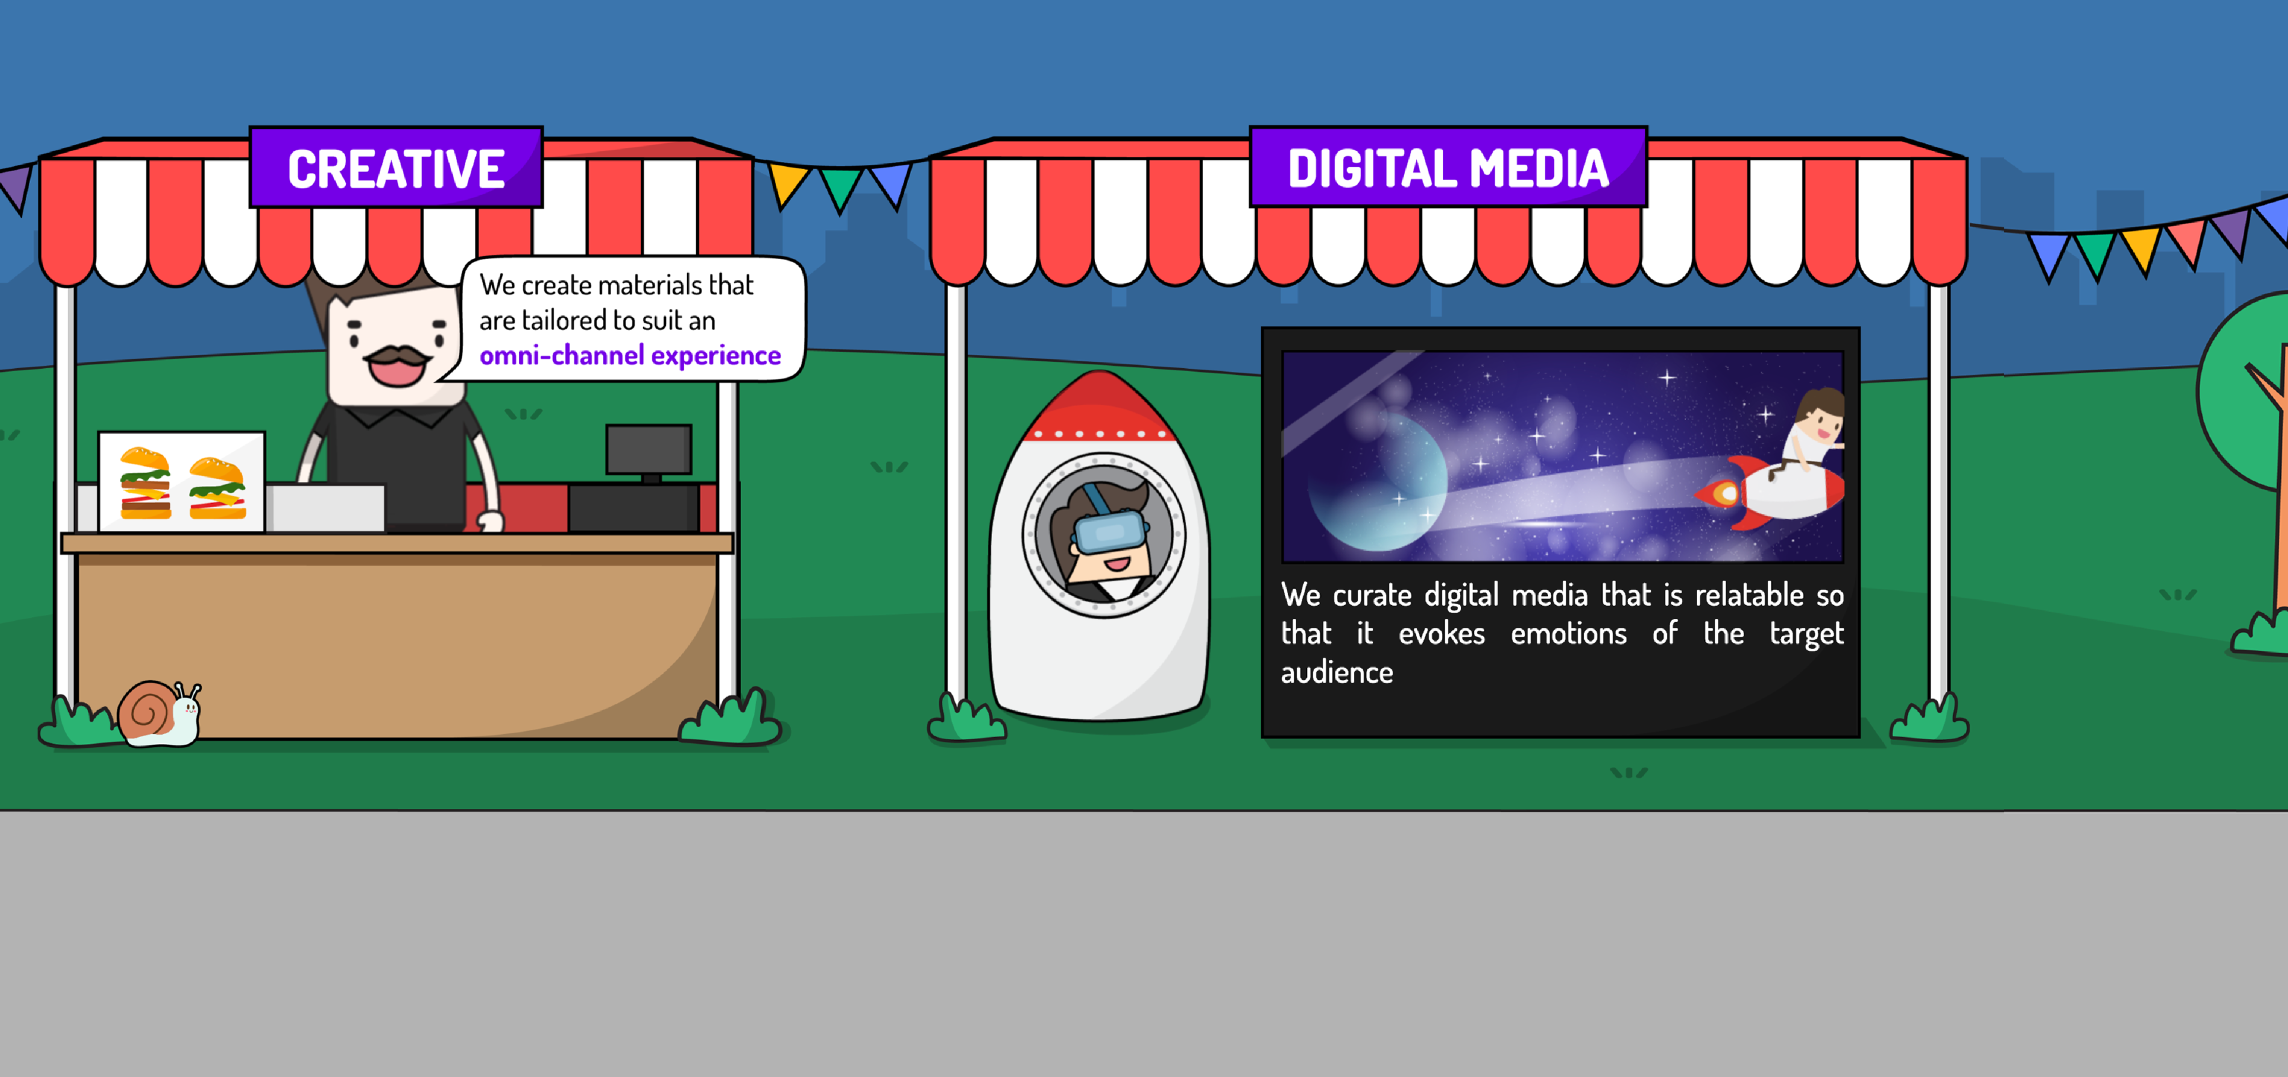 CREATIVE
We create materials that
are tailored to suit an
omni-channel experience
DIGITAL MEDIA
We curate digital media that is relatable so
that it evokes emotions of the target
audience